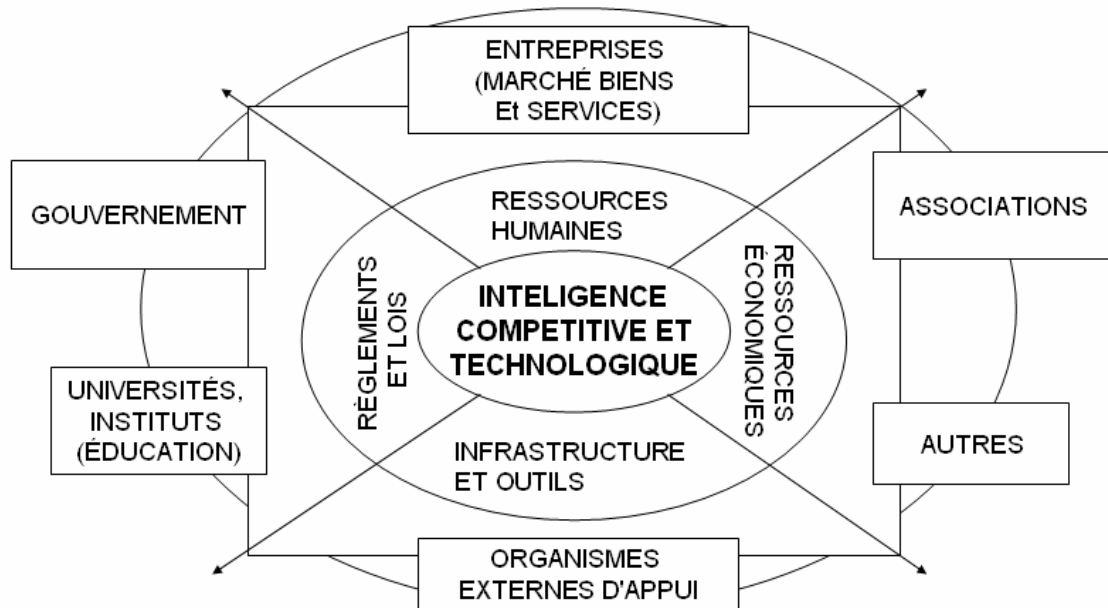 ENTREPRISES
(MARCHÉ BIENS
Et SERVICES)
GOUVERNEMENT
ASSOCIATIONS
RESSOURCES
HUMAINES
RÉGLEMENTS
ET LOIS
INTELIGENCE
COMPETITIVE ET
TECHNOLOGIQUE
RESSOURCES
ÉCONOMIQUES
UNIVERSITÉS,
INSTITUTS
(ÉDUCATION)
AUTRES
INFRASTRUCTURE
ET OUTILS
ORGANISMES
EXTERNES D'APPUI